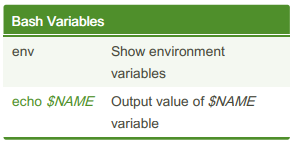 Bash Variables
env Show environment
variables
echo $NAME Output value of $NAME
variable